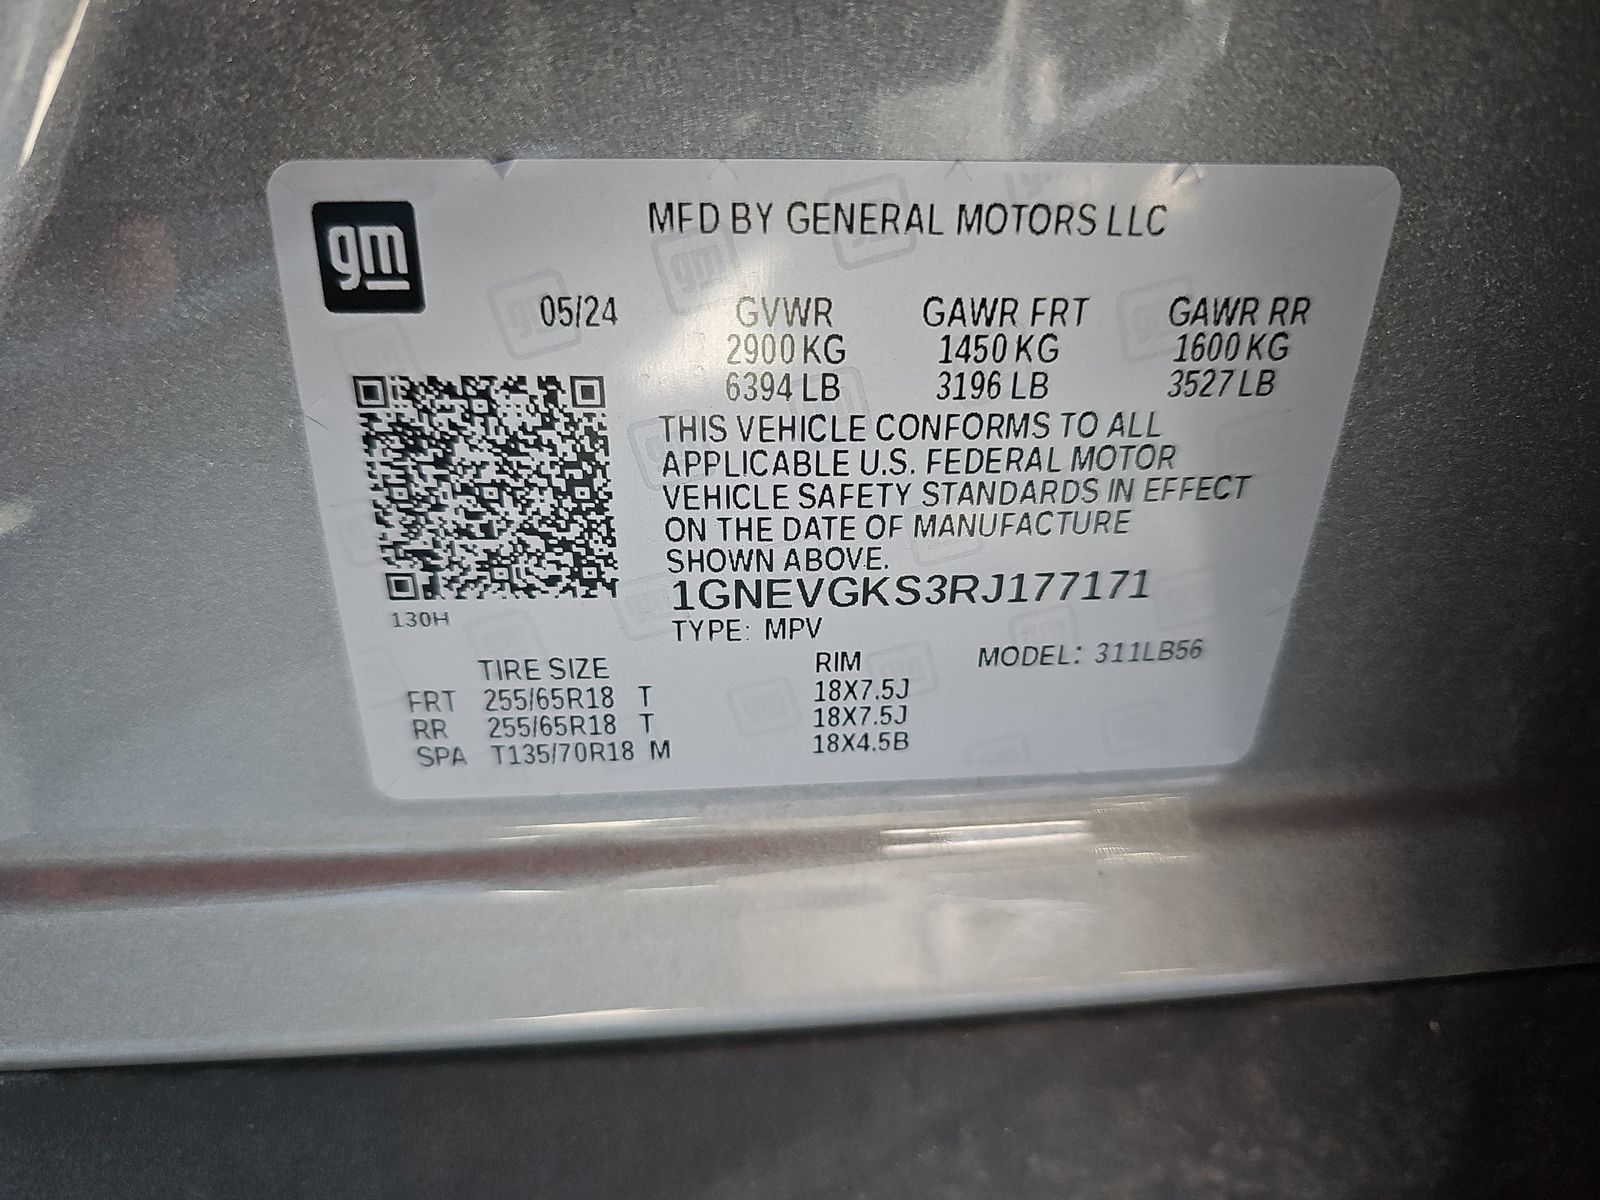 gm
MFD BY GENERAL MOTORS LLC
05/24 GVWR GAWR FRT GAWR RR
2900 KG 1450 KG 1600 KG
6394 LB 3196 LB 3527 LB
THIS VEHICLE CONFORMS TO ALL
APPLICABLE U.S. FEDERAL MOTOR
VEHICLE SAFETY STANDARDS IN EFFECT
ON THE DATE OF MANUFACTURE
SHOWN ABOVE.
1GNEVGKS3RJ177171
130H
TYPE: MPV
MODEL: 311LB56
TIRE SIZE RIM
FRT 255/65R18 T 18X7.5J
RR 255/65R18 T 18X7.5J
SPA T135/70R18 M 18X4.5B